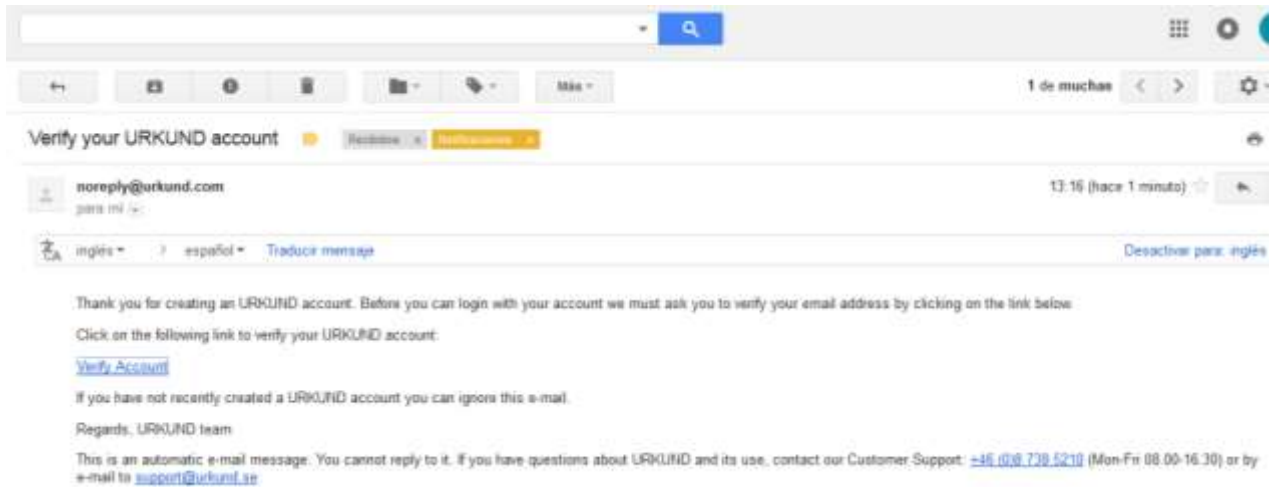 Más
1 de muchas
Verify your URKUND account
Recibidos x Notificaciones x
noreply@urkund.com
13:16 (hace 1 minuto)
para mí
inglés > español Traducir mensaje
Desactivar para: inglés
Thank you for creating an URKUND account. Before you can login with your account we must ask you to verify your email address by clicking on the link below.
Click on the following link to verify your URKUND account:
Verify Account
If you have not recently created a URKUND account you can ignore this e-mail.
Regards, URKUND team
This is an automatic e-mail message. You cannot reply to it. If you have questions about URKUND and its use, contact our Customer Support: +46 (0)8 738 5210 (Mon-Fri 08.00-16.30) or by
e-mail to support@urkund.se